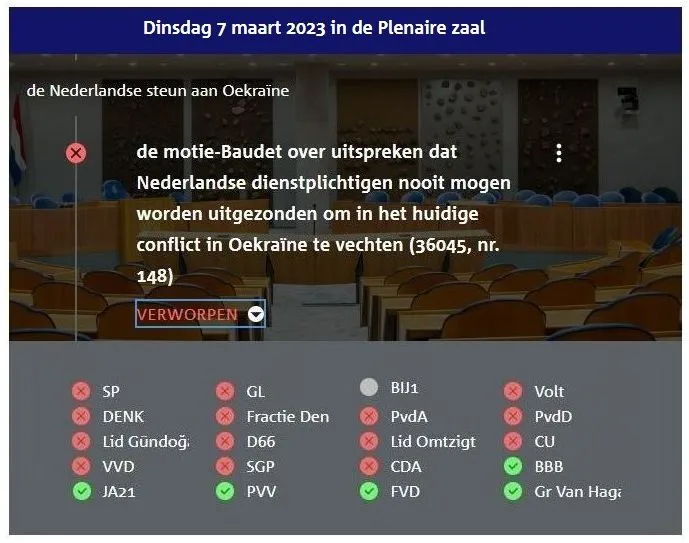 Dinsdag 7 maart 2023 in de Plenaire zaal
de Nederlandse steun aan Oekraïne
de motie-Baudet over uitspreken dat
Nederlandse dienstplichtigen nooit mogen
worden uitgezonden om in het huidige
conflict in Oekraïne te vechten (36045, nr.
148)
VERWORPEN
SP GL BIJ1 Volt
DENK Fractie Den PvdA PvdD
Lid Gündoğa D66 Lid Omtzigt CU
VVD SGP CDA BBB
JA21 PVV FVD Gr Van Haga